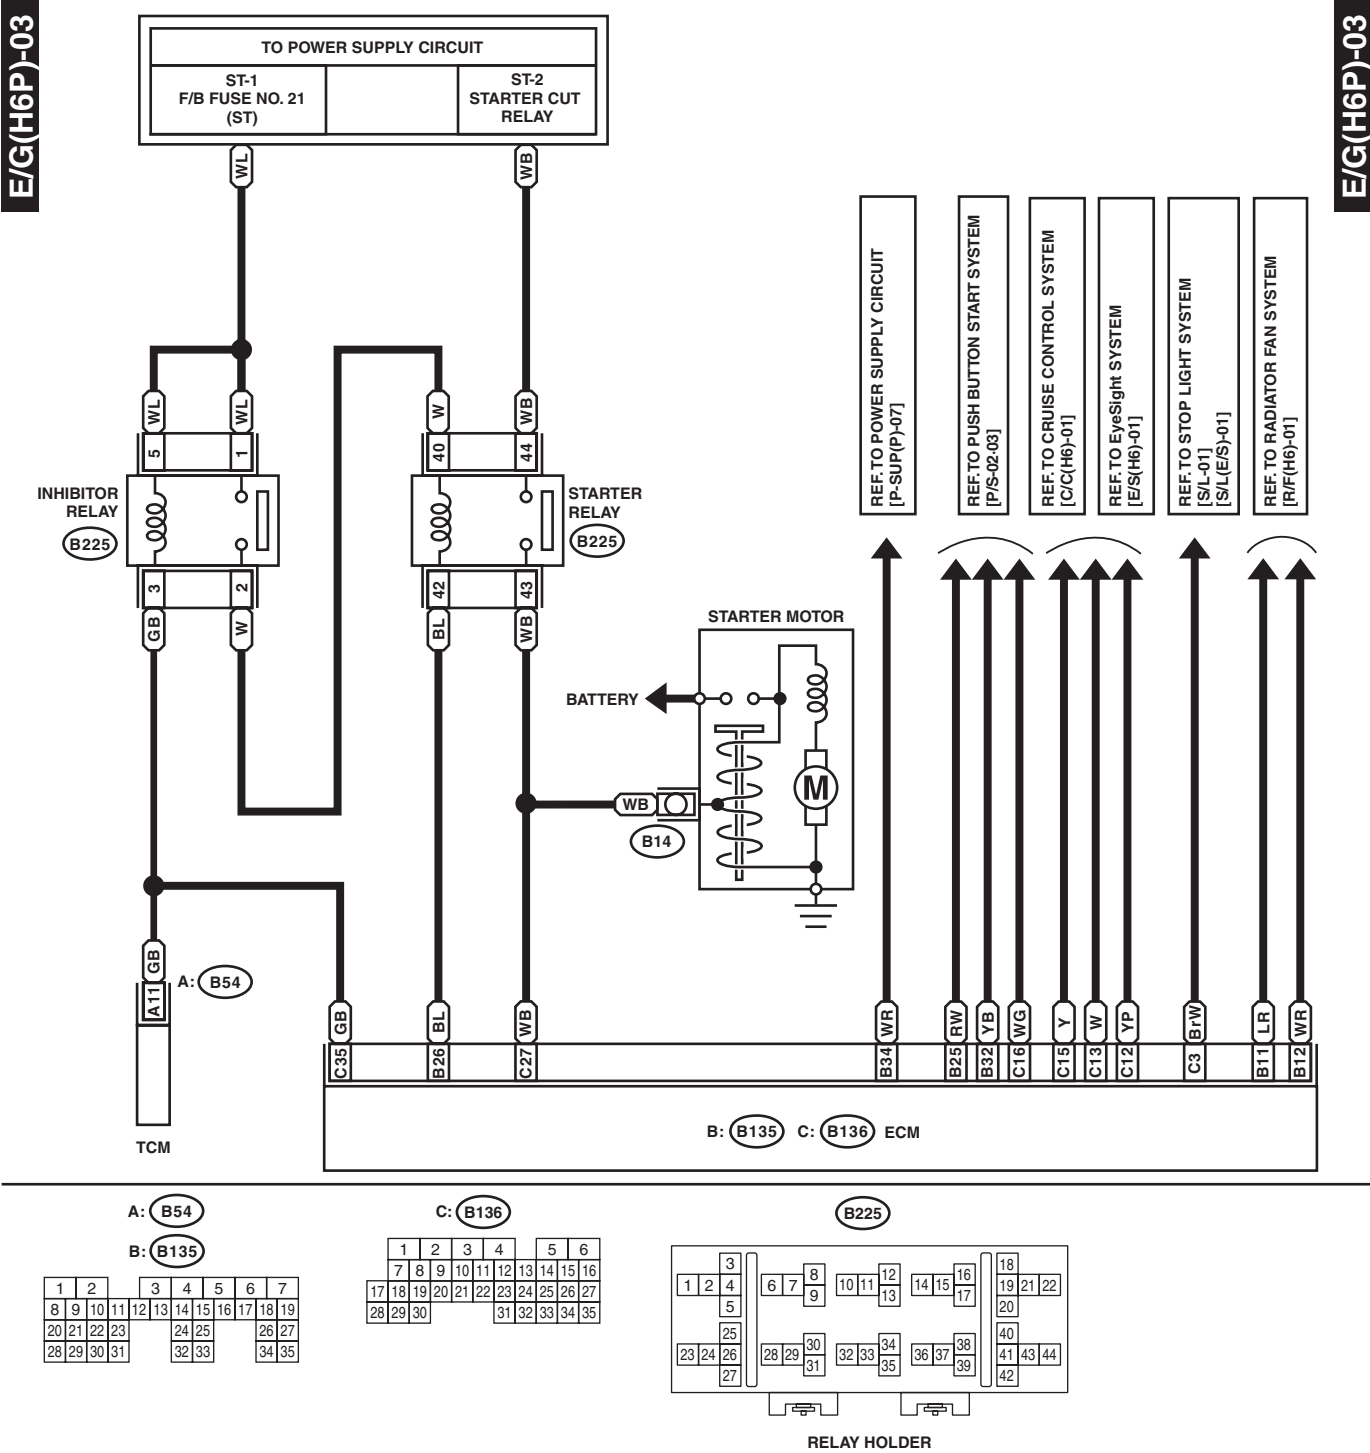 E/G(H6P)-03
E/G(H6P)-03
TO POWER SUPPLY CIRCUIT
ST-1
F/B FUSE NO. 21
(ST)
ST-2
STARTER CUT
RELAY
WL
WB
REF. TO POWER SUPPLY CIRCUIT
[P-SUP(P)-07]
REF. TO PUSH BUTTON START SYSTEM
[P/S-02-03]
REF. TO CRUISE CONTROL SYSTEM
[C/C(H6)-01]
REF. TO EyeSight SYSTEM
[E/S(H6)-01]
REF. TO STOP LIGHT SYSTEM
[S/L-01]
[S/L(E/S)-01]
REF. TO RADIATOR FAN SYSTEM
[R/F(H6)-01]
WL
WL
W
WB
5
1
40
44
INHIBITOR
RELAY
B225
STARTER
RELAY
B225
3
2
42
43
GB
W
BL
WB
STARTER MOTOR
BATTERY
M
WB
B14
GB
A11
A: B54
TCM
GB
BL
WB
WR
RW
YB
WG
Y
W
YP
BrW
LR
WR
C35
B26
C27
B34
B25
B32
C16
C15
C13
C12
C3
B11
B12
B: B135 C: B136 ECM
A: B54
B: B135
1 2 3 4 5 6 7
8 9 10 11 12 13 14 15 16 17 18 19
20 21 22 23 24 25 26 27
28 29 30 31 32 33 34 35
C: B136
1 2 3 4 5 6
7 8 9 10 11 12 13 14 15 16
17 18 19 20 21 22 23 24 25 26 27
28 29 30 31 32 33 34 35
B225
3 8 12 16 18
1 2 4 6 7 10 11 14 15 19 21 22
5 9 13 17 20
25 30 34 38 40
23 24 26 28 29 32 33 36 37 41 43 44
27 31 35 39 42
RELAY HOLDER